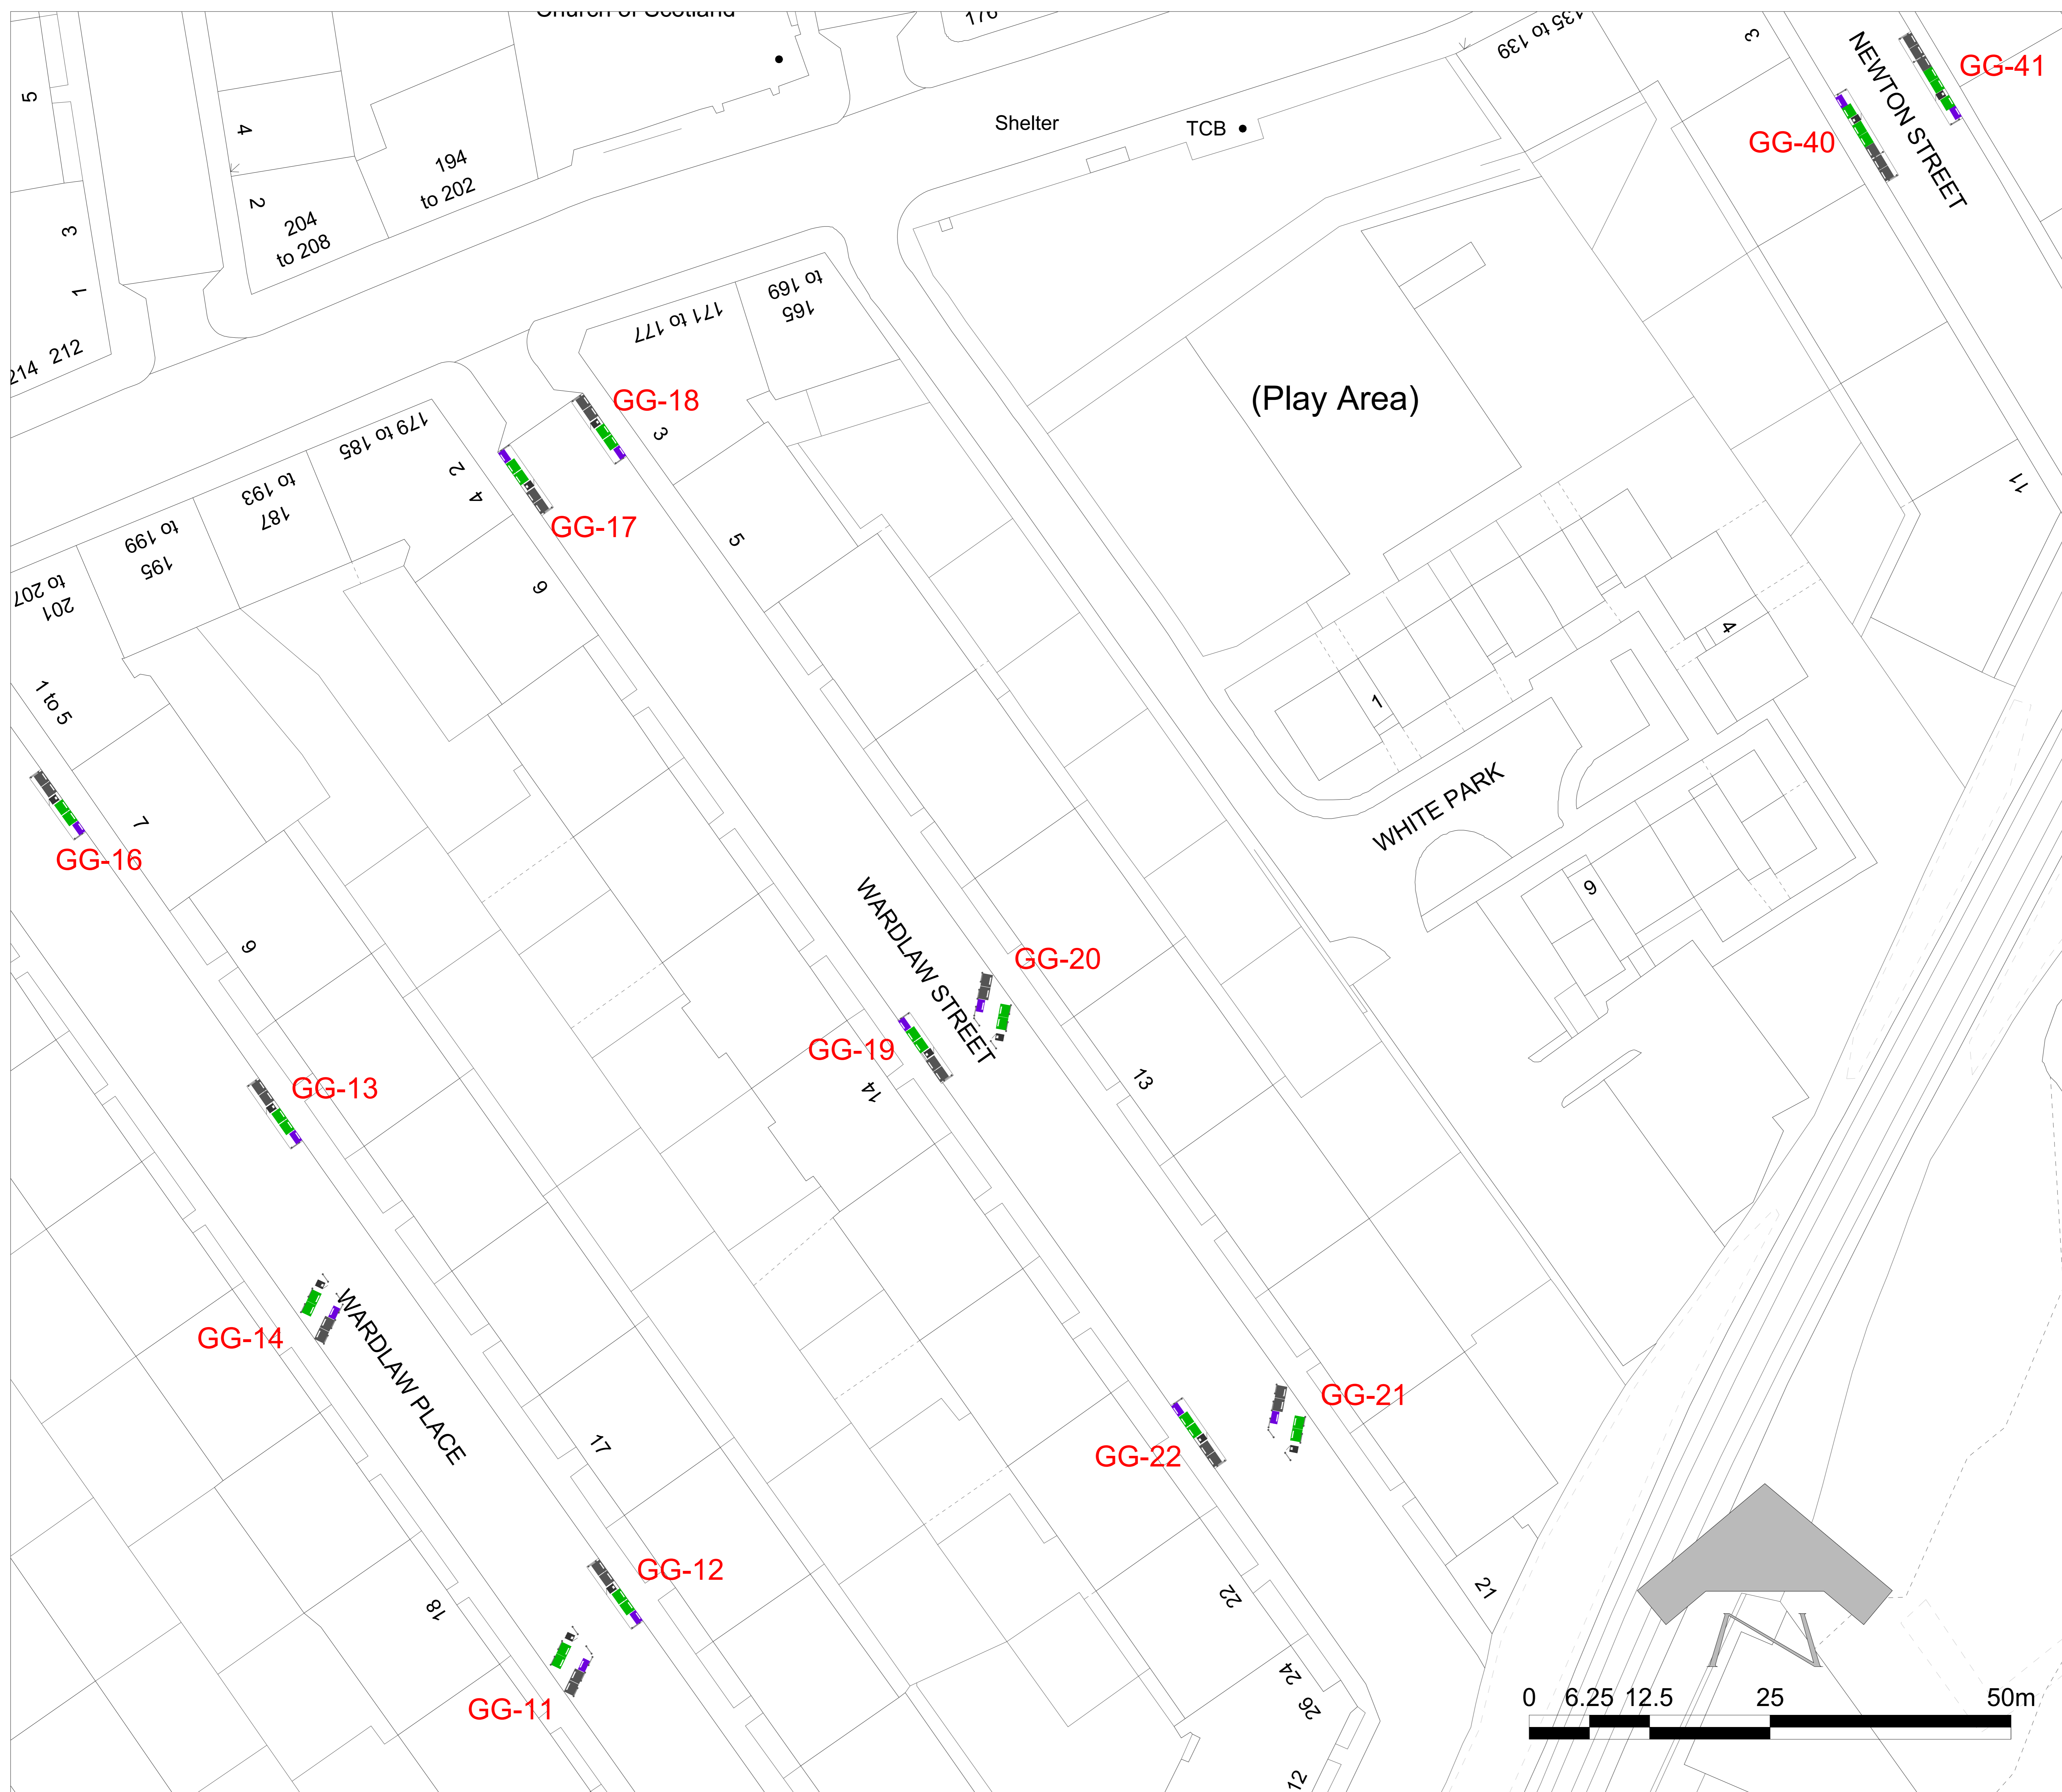 Church of Scotland
176
135 to 139
3
NEWTON STREET
GG-41
GG-40
5
4
194
to 202
Shelter
TCB
2
204
to 208
3
1
212
214
165
to 169
171 to 177
(Play Area)
GG-18
3
179 to 185
2
4
GG-17
187
to 193
195
to 199
201
to 207
5
6
11
4
1
1 to 5
WHITE PARK
7
GG-16
9
9
WARDLAW STREET
GG-20
GG-19
14
13
GG-13
GG-14
WARDLAW PLACE
GG-21
GG-22
17
GG-12
18
22
21
GG-11
24
26
12
N
0 6.25 12.5 25 50m